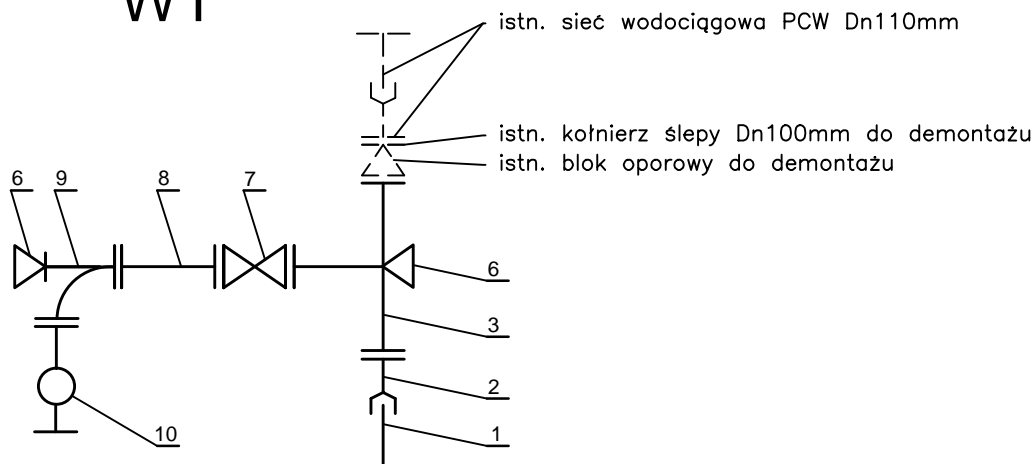 W1
istn. sieć wodociągowa PCW Dn110mm
istn. kołnierz ślepy Dn100mm do demontażu
istn. blok oporowy do demontażu
6 9 8 7
6
3
2
10 1